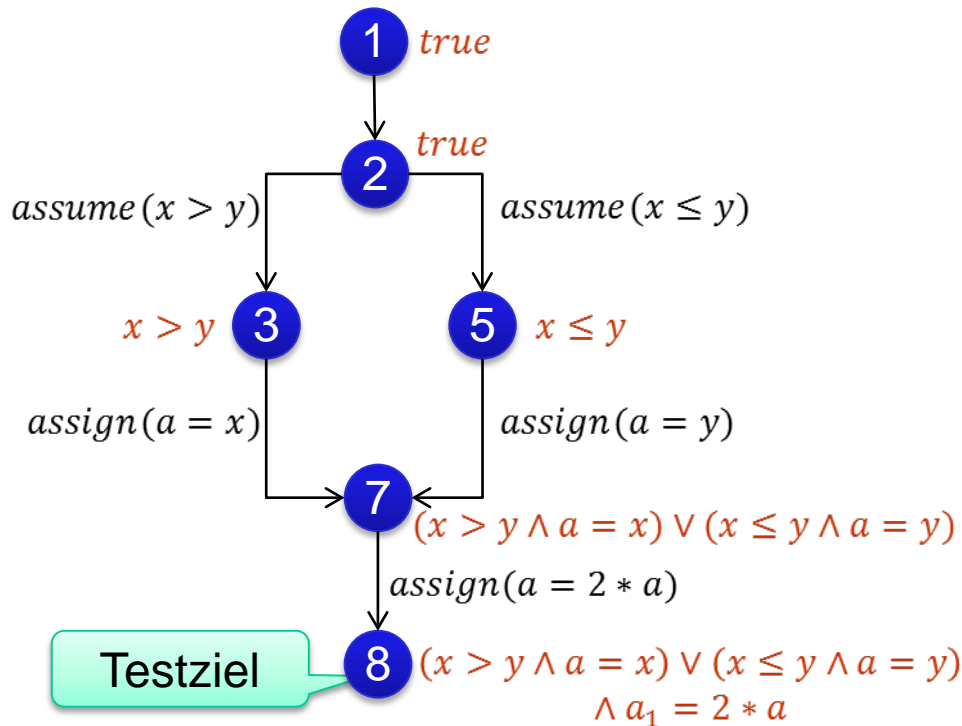 1 true
2 true
assume(x > y) assume(x ≤ y)
x > y 3 5 x ≤ y
assign(a = x) assign(a = y)
7
(x > y ∧ a = x) ∨ (x ≤ y ∧ a = y)
assign(a = 2 * a)
Testziel 8 (x > y ∧ a = x) ∨ (x ≤ y ∧ a = y)
∧ a₁ = 2 * a